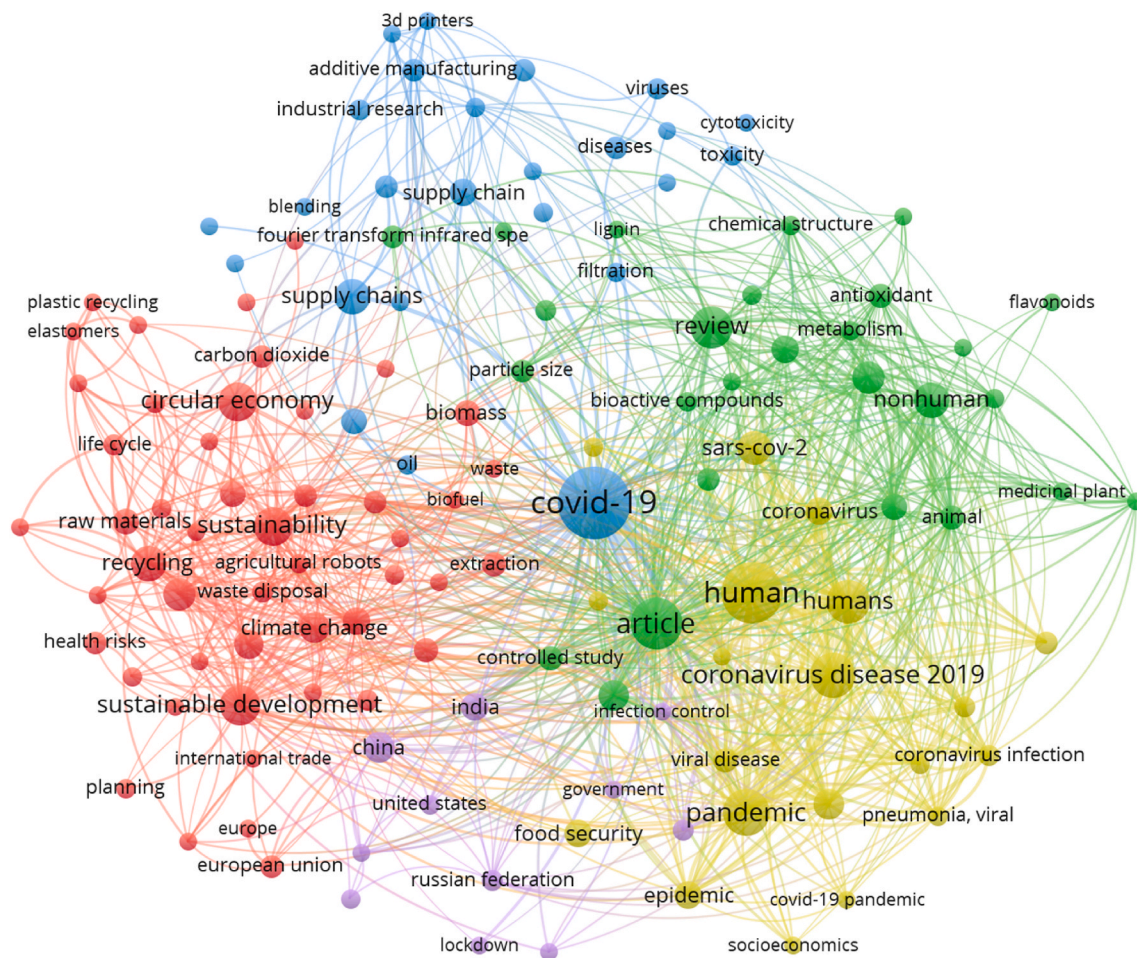 3d printers
additive manufacturing
viruses
industrial research
cytotoxicity
diseases
toxicity
supply chain
blending
fourier transform infrared spe
lignin
chemical structure
filtration
supply chains
plastic recycling
antioxidant
flavonoids
elastomers
review
metabolism
carbon dioxide
particle size
circular economy
biomass
bioactive compounds
nonhuman
life cycle
sars-cov-2
oil
waste
medicinal plant
covid-19
biofuel
coronavirus
animal
raw materials
sustainability
recycling
agricultural robots
extraction
waste disposal
human
humans
article
health risks
climate change
controlled study
coronavirus disease 2019
sustainable development
india
infection control
china
international trade
viral disease
coronavirus infection
planning
united states
government
pandemic
pneumonia, viral
europe
food security
european union
russian federation
epidemic
covid-19 pandemic
lockdown
socioeconomics